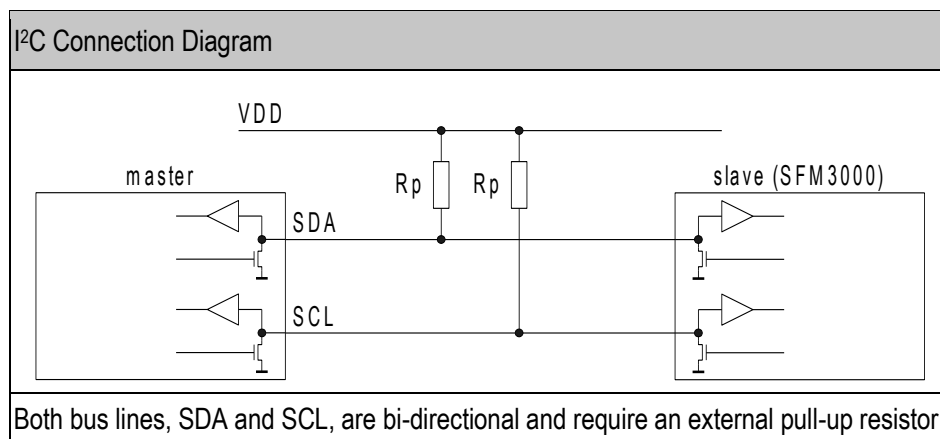 I²C Connection Diagram
VDD
master
Rp
Rp
slave (SFM3000)
SDA
SCL
Both bus lines, SDA and SCL, are bi-directional and require an external pull-up resistor